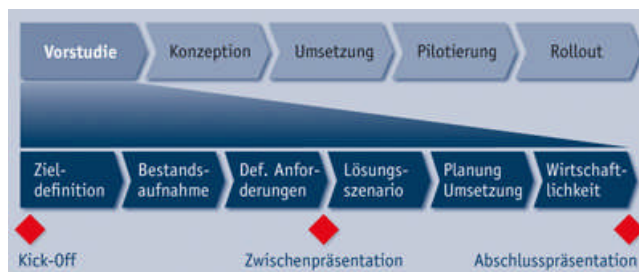 Vorstudie Konzeption Umsetzung Pilotierung Rollout
Ziel- Bestands- Def. Anfor- Lösungs- Planung Wirtschaft-
definition aufnahme derungen szenario Umsetzung lichkeit
Kick-Off Zwischenpräsentation Abschlusspräsentation